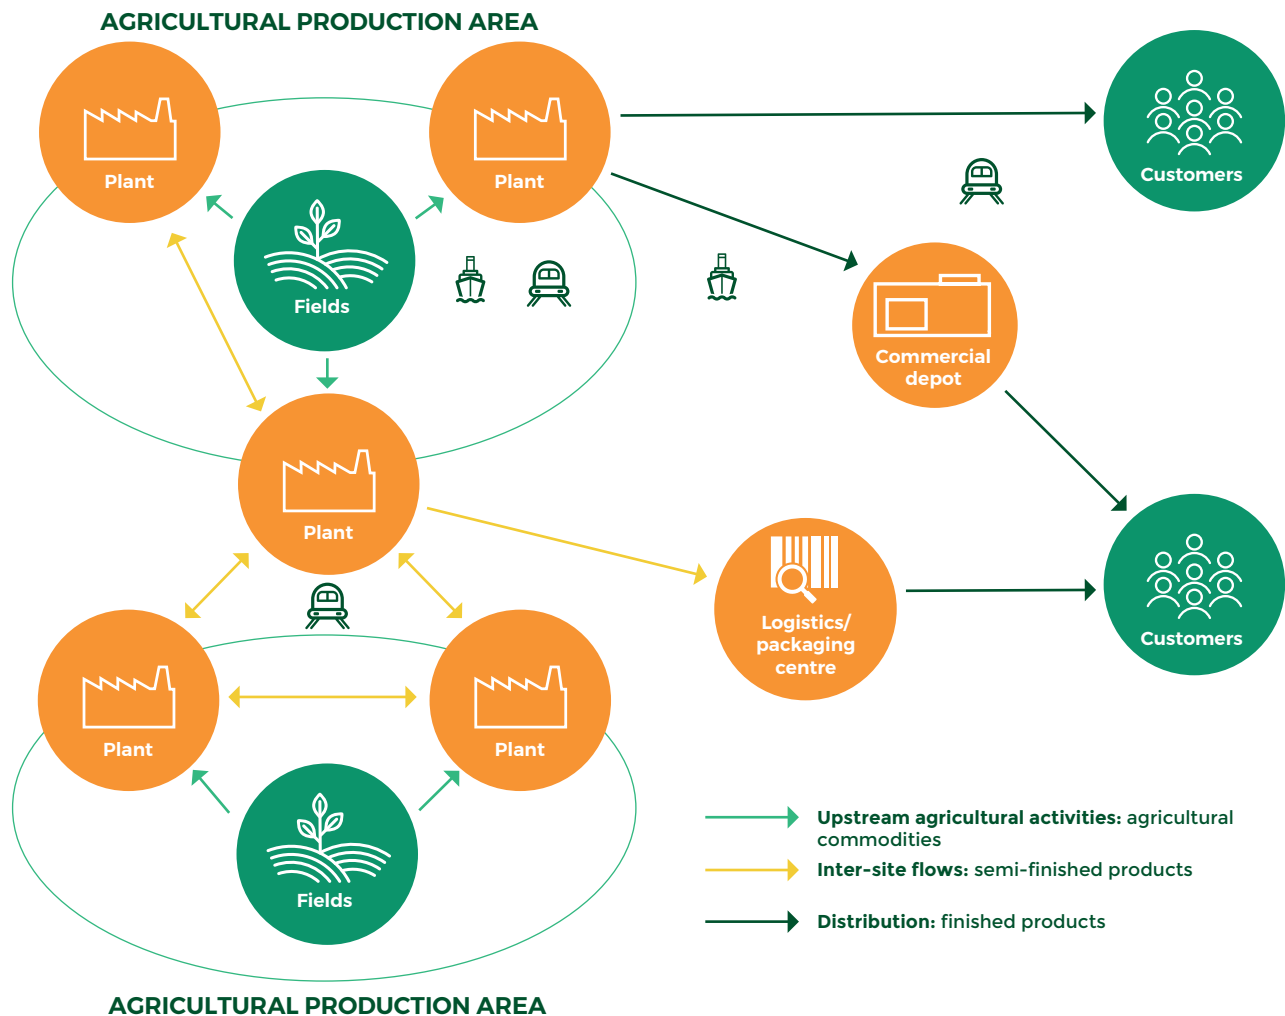 AGRICULTURAL PRODUCTION AREA
Plant
Plant
Customers
Fields
Commercial
depot
Plant
Logistics/
packaging
centre
Customers
Plant
Plant
Fields
Upstream agricultural activities: agricultural
commodities
Inter-site flows: semi-finished products
Distribution: finished products
AGRICULTURAL PRODUCTION AREA